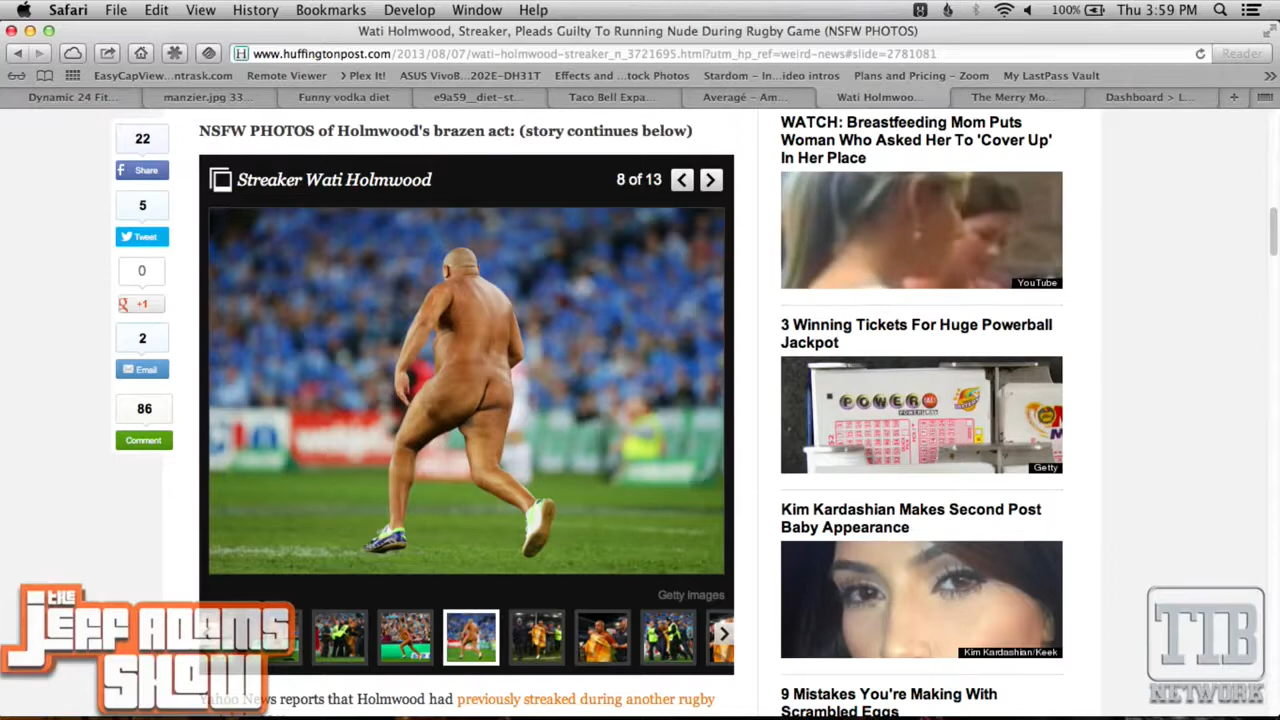 Safari File Edit View History Bookmarks Develop Window Help
100% Thu 3:59 PM
Wati Holmwood, Streaker, Pleads Guilty To Running Nude During Rugby Game (NSFW PHOTOS)
www.huffingtonpost.com/2013/08/07/wati-holmwood-streaker_n_3721695.html?utm_hp_ref=weird-news#slide=2781081
Reader
EasyCapView...ntrask.com Remote Viewer > Plex It! ASUS VivoB...202E-DH31T Effects and ...tock Photos Stardom - In...ideo intros Plans and Pricing - Zoom My LastPass Vault
Dynamic 24 Fit... manzier.jpg 33... Funny vodka diet e9a59__diet-st... Taco Bell Expa... Averagé - Am... Wati Holmwoo... The Merry Mo... Dashboard > L...
22
Share
5
Tweet
0
+1
2
Email
86
Comment
NSFW PHOTOS of Holmwood's brazen act: (story continues below)
Streaker Wati Holmwood
8 of 13
Getty Images
Yahoo News reports that Holmwood had previously streaked during another rugby
WATCH: Breastfeeding Mom Puts
Woman Who Asked Her To 'Cover Up'
In Her Place
YouTube
3 Winning Tickets For Huge Powerball
Jackpot
POWER
POWERBALL
Getty
Kim Kardashian Makes Second Post
Baby Appearance
Kim Kardashian/Keek
9 Mistakes You're Making With
Scrambled Eggs
THE
JEFF ADAMS
SHOW
TIB
NETWORK